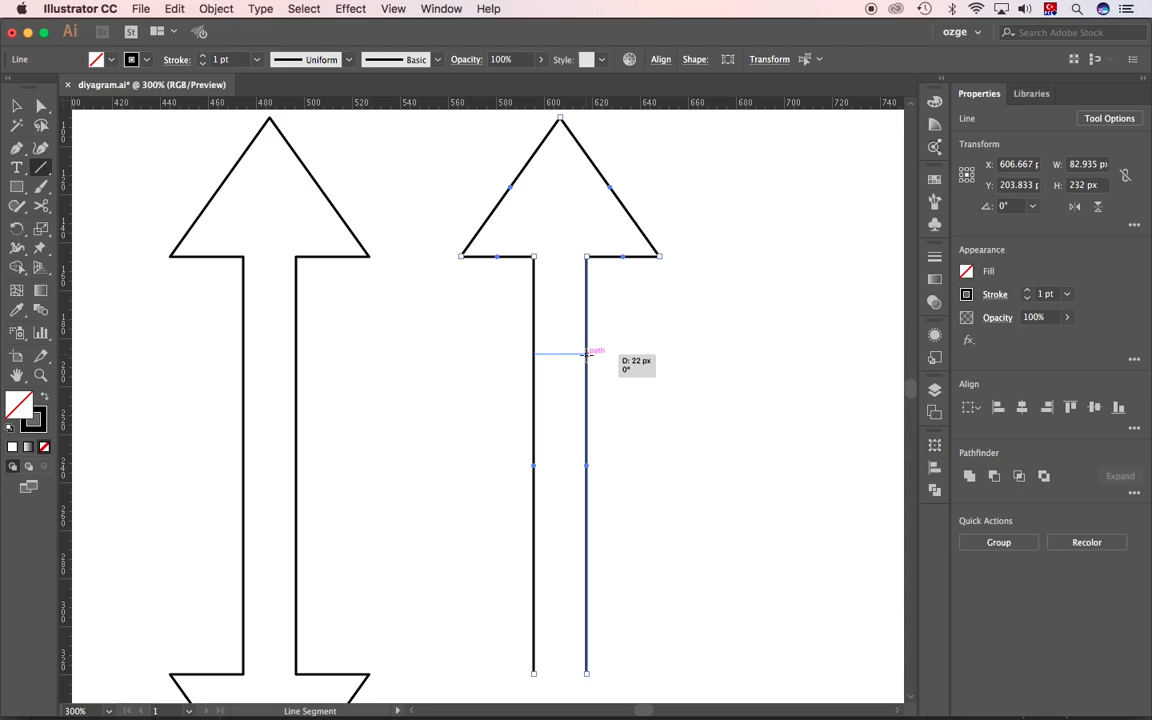 Illustrator CC File Edit Object Type Select Effect View Window Help
Ai Br St ozge Search Adobe Stock
Line Stroke: 1 pt Uniform Basic Opacity: 100% Style: Align Shape: Transform
× diyagram.ai* @ 300% (RGB/Preview)
420 440 460 480 500 520 540 560 580 600 620 640 660 680 700 720 740
Properties Libraries
Line Tool Options
Transform
X: 606.667 p W: 82.935 px
Y: 203.833 p H: 232 px
0°
Appearance
Fill
Stroke 1 pt
Opacity 100%
fx.
Align
Pathfinder
Expand
Quick Actions
Group Recolor
path
D: 22 px
0°
300% 1 Line Segment